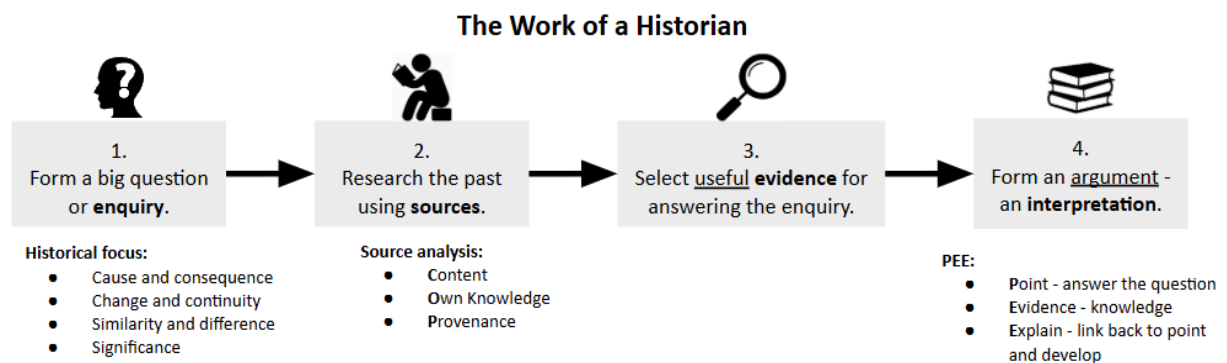 The Work of a Historian
?
1.
Form a big question
or enquiry.
2.
Research the past
using sources.
3.
Select useful evidence for
answering the enquiry.
4.
Form an argument -
an interpretation.
Historical focus:
● Cause and consequence
● Change and continuity
● Similarity and difference
● Significance
Source analysis:
● Content
● Own Knowledge
● Provenance
PEE:
● Point - answer the question
● Evidence - knowledge
● Explain - link back to point
and develop